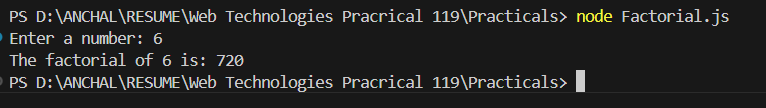 PS D:\ANCHAL\RESUME\Web Technologies Pracrical 119\Practicals> node Factorial.js
Enter a number: 6
The factorial of 6 is: 720
PS D:\ANCHAL\RESUME\Web Technologies Pracrical 119\Practicals>